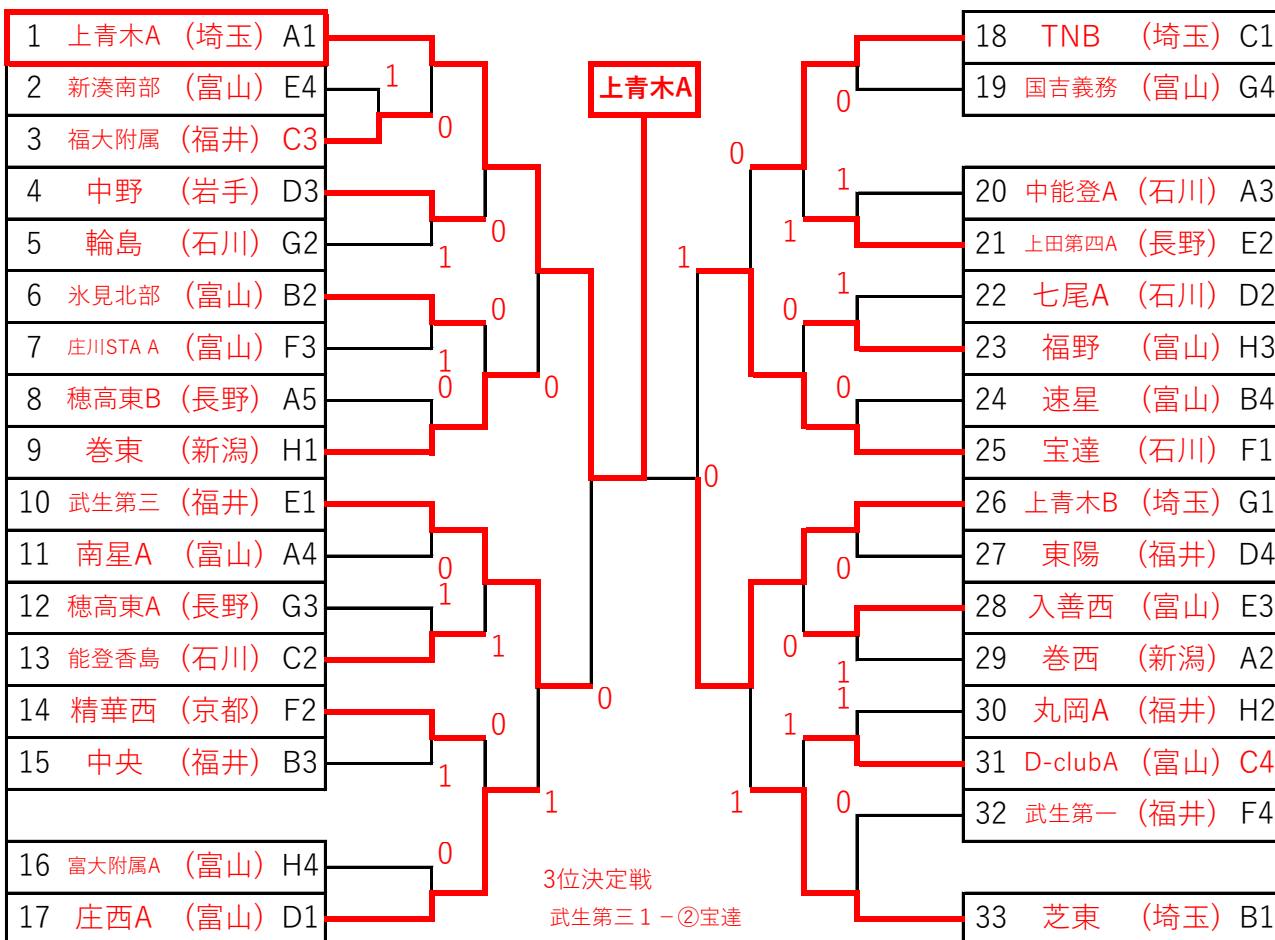 1 上青木A (埼玉) A1
2 新湊南部 (富山) E4
3 福大附属 (福井) C3
4 中野 (岩手) D3
5 輪島 (石川) G2
6 氷見北部 (富山) B2
7 庄川STA A (富山) F3
8 穂高東B (長野) A5
9 巻東 (新潟) H1
10 武生第三 (福井) E1
11 南星A (富山) A4
12 穂高東A (長野) G3
13 能登香島 (石川) C2
14 精華西 (京都) F2
15 中央 (福井) B3
16 富大附属A (富山) H4
17 庄西A (富山) D1
1
0
0
1
0
1
0
0
0
1
1
0
0
1
1
0
上青木A
0
3位決定戦
武生第三1-②宝達
0
1
1
0
1
1
0
1
0
0
0
0
1
1
1
0
18 TNB (埼玉) C1
19 国吉義務 (富山) G4
20 中能登A (石川) A3
21 上田第四A (長野) E2
22 七尾A (石川) D2
23 福野 (富山) H3
24 速星 (富山) B4
25 宝達 (石川) F1
26 上青木B (埼玉) G1
27 東陽 (福井) D4
28 入善西 (富山) E3
29 巻西 (新潟) A2
30 丸岡A (福井) H2
31 D-clubA (富山) C4
32 武生第一 (福井) F4
33 芝東 (埼玉) B1